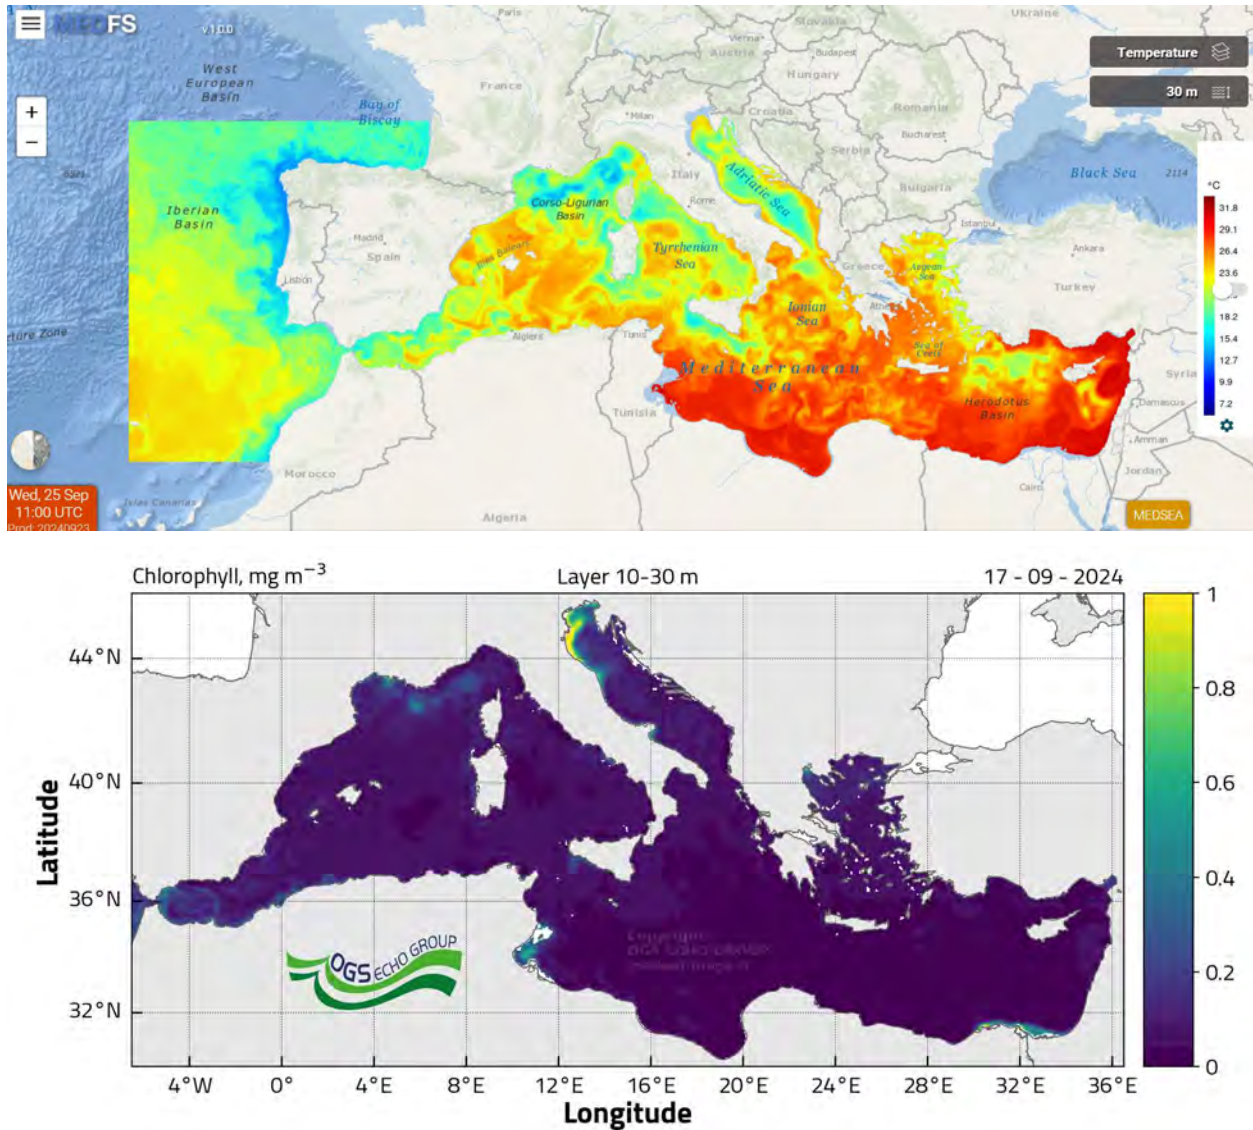 MEDFS
v1.0.0
Paris
Ukraine
Slovakia
Vienna
Austria
Budapest
Hungary
West
European
Basin
France
Bay of
Biscay
Temperature
30 m
+
−
Milan
Croatia
Romania
Bucharest
Serbia
Italy
Black Sea
2114
Bulgaria
°C
31.8
29.1
26.4
23.6
18.2
15.4
12.6
9.9
7.2
Iberian
Basin
Corso-Ligurian
Basin
Rome
Adriatic Sea
Istanbul
Ankara
Madrid
Spain
Tyrrhenian
Sea
Greece
Aegean
Sea
Turkey
Lisbon
Ionian
Sea
Sea of
Crete
Algiers
Tunis
Mediterranean
Sea
Herodotus
Basin
Syria
Damascus
Tunisia
Amman
Jordan
Cairo
Morocco
Islas Canarias
Algeria
Wed, 25 Sep
11:00 UTC
Prod: 20240923
MEDSEA
Chlorophyll, mg m⁻³
Layer 10-30 m
17 - 09 - 2024
1
0.8
0.6
0.4
0.2
0
44°N
40°N
36°N
32°N
Latitude
OGS ECHO GROUP
4°W 0° 4°E 8°E 12°E 16°E 20°E 24°E 28°E 32°E 36°E
Longitude